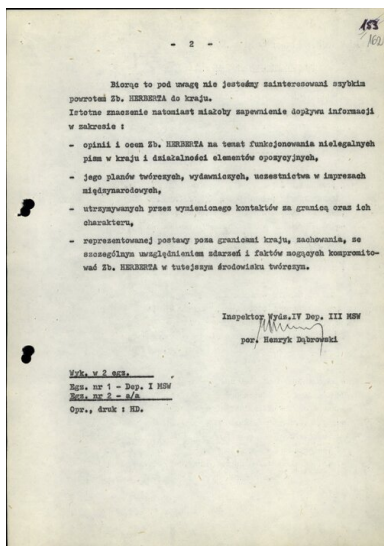 153
162
- 2 -
Biorąc to pod uwagę nie jesteśmy zainteresowani szybkim
powrotem Zb. HERBERTA do kraju.
Istotne znaczenie natomiast miałoby zapewnienie dopływu informacji
w zakresie :
- opinii i ocen Zb. HERBERTA na temat funkcjonowania nielegalnych
pism w kraju i działalności elementów opozycyjnych,
- jego planów twórczych, wydawniczych, uczestnictwa w imprezach
międzynarodowych,
- utrzymywanych przez wymienionego kontaktów za granicą oraz ich
charakteru,
- reprezentowanej postawy poza granicami kraju, zachowania, ze
szczególnym uwzględnieniem zdarzeń i faktów mogących kompromito-
wać Zb. HERBERTA w tutejszym środowisku twórczym.
Inspektor Wydz.IV Dep. III MSW
por. Henryk Dąbrowski
Wyk. w 2 egz.
Egz. nr 1 - Dep. I MSW
Egz. nr 2 - a/a
Opr., druk : HD.